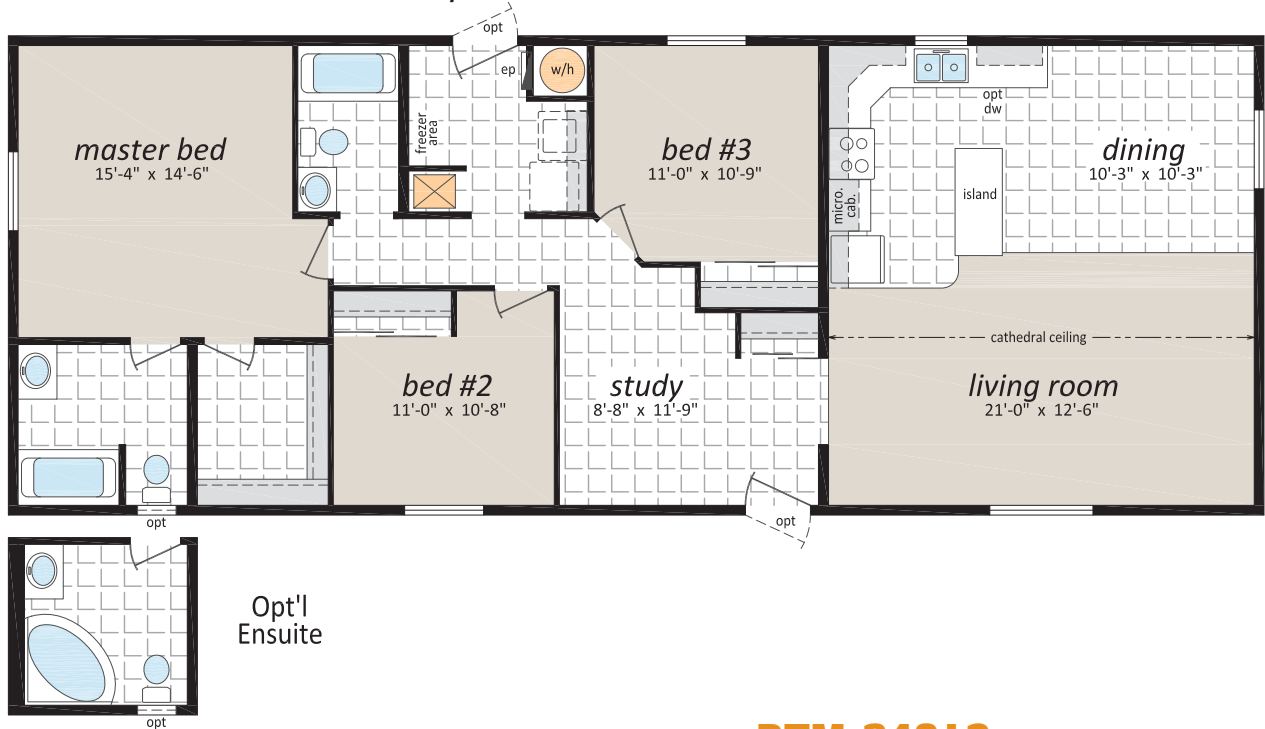 opt
ep
w/h
freezer
area
master bed
15'-4" x 14'-6"
bed #3
11'-0" x 10'-9"
opt
dw
dining
10'-3" x 10'-3"
island
micro.
cab.
cathedral ceiling
bed #2
11'-0" x 10'-8"
study
8'-8" x 11'-9"
living room
21'-0" x 12'-6"
opt
opt
Opt'l
Ensuite
opt